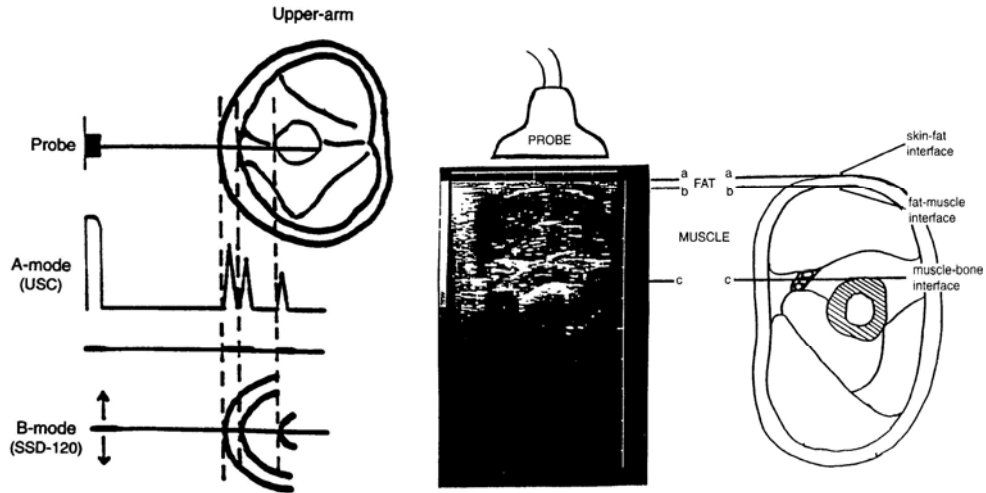 Upper-arm
Probe
A-mode
(USC)
B-mode
(SSD-120)
PROBE
a FAT a
b b
MUSCLE
c c
skin-fat
interface
fat-muscle
interface
muscle-bone
interface